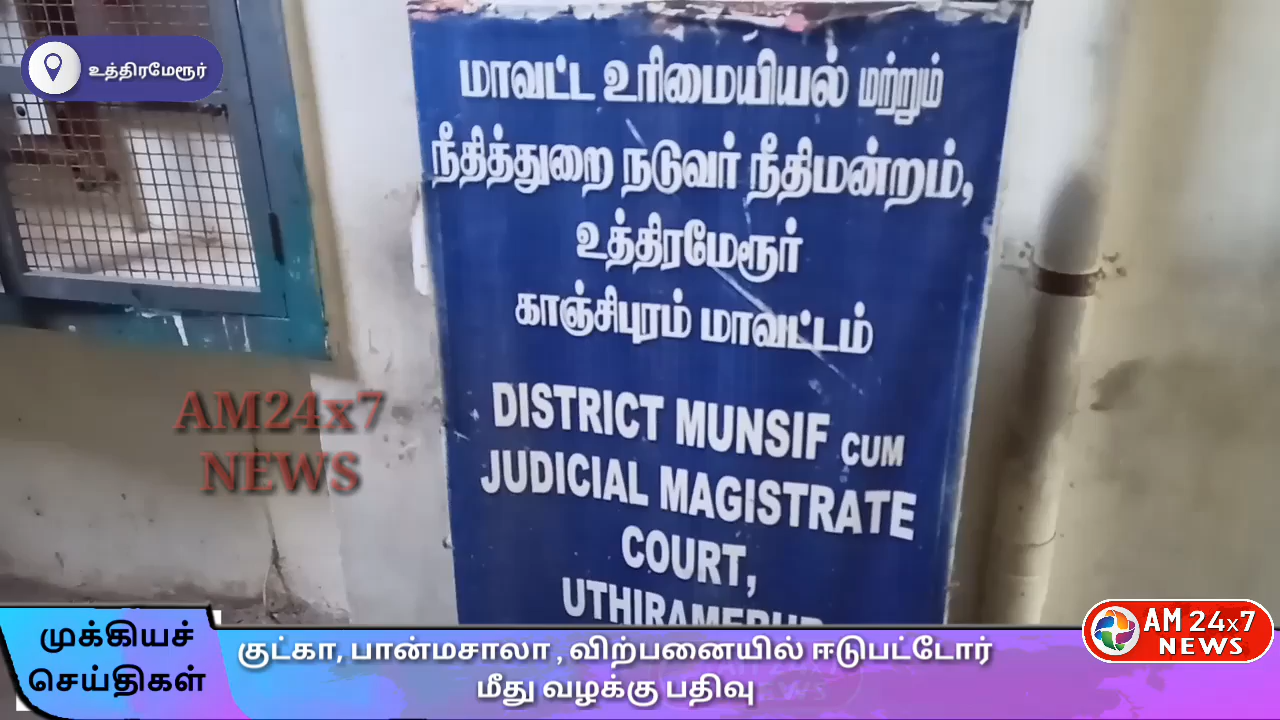 உத்திரமேரூர்
மாவட்ட உரிமையியல் மற்றும்
நீதித்துறை நடுவர் நீதிமன்றம்,
உத்திரமேரூர்
காஞ்சிபுரம் மாவட்டம்
DISTRICT MUNSIF CUM
JUDICIAL MAGISTRATE
COURT,
UTHIRAMERUR
AM24x7
NEWS
முக்கியச்
செய்திகள்
குட்கா, பான்மசாலா , விற்பனையில் ஈடுபட்டோர்
மீது வழக்கு பதிவு
AM 24x7
NEWS